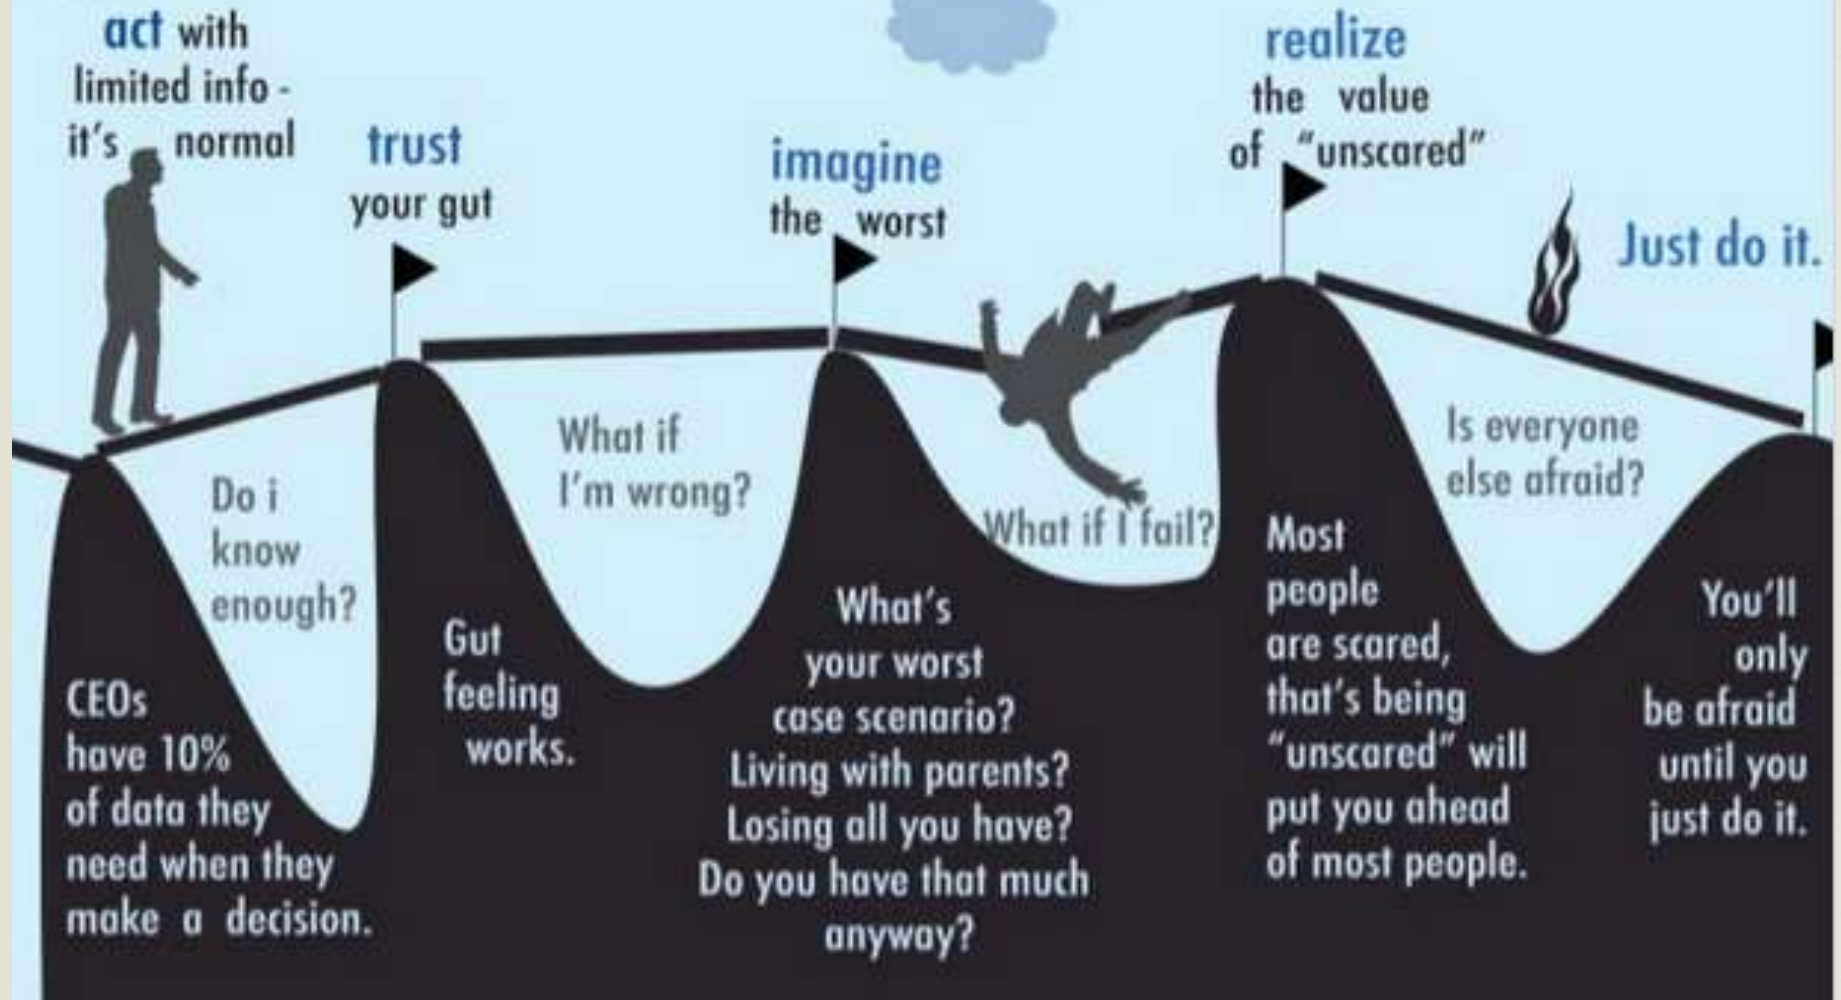 act with
limited info -
it's normal
trust
your gut
imagine
the worst
realize
the value
of "unscared"
Just do it.
Do i
know
enough?
What if
I'm wrong?
What if I fail?
Is everyone
else afraid?
CEOs
have 10%
of data they
need when they
make a decision.
Gut
feeling
works.
What's
your worst
case scenario?
Living with parents?
Losing all you have?
Do you have that much
anyway?
Most
people
are scared,
that's being
"unscared" will
put you ahead
of most people.
You'll
only
be afraid
until you
just do it.